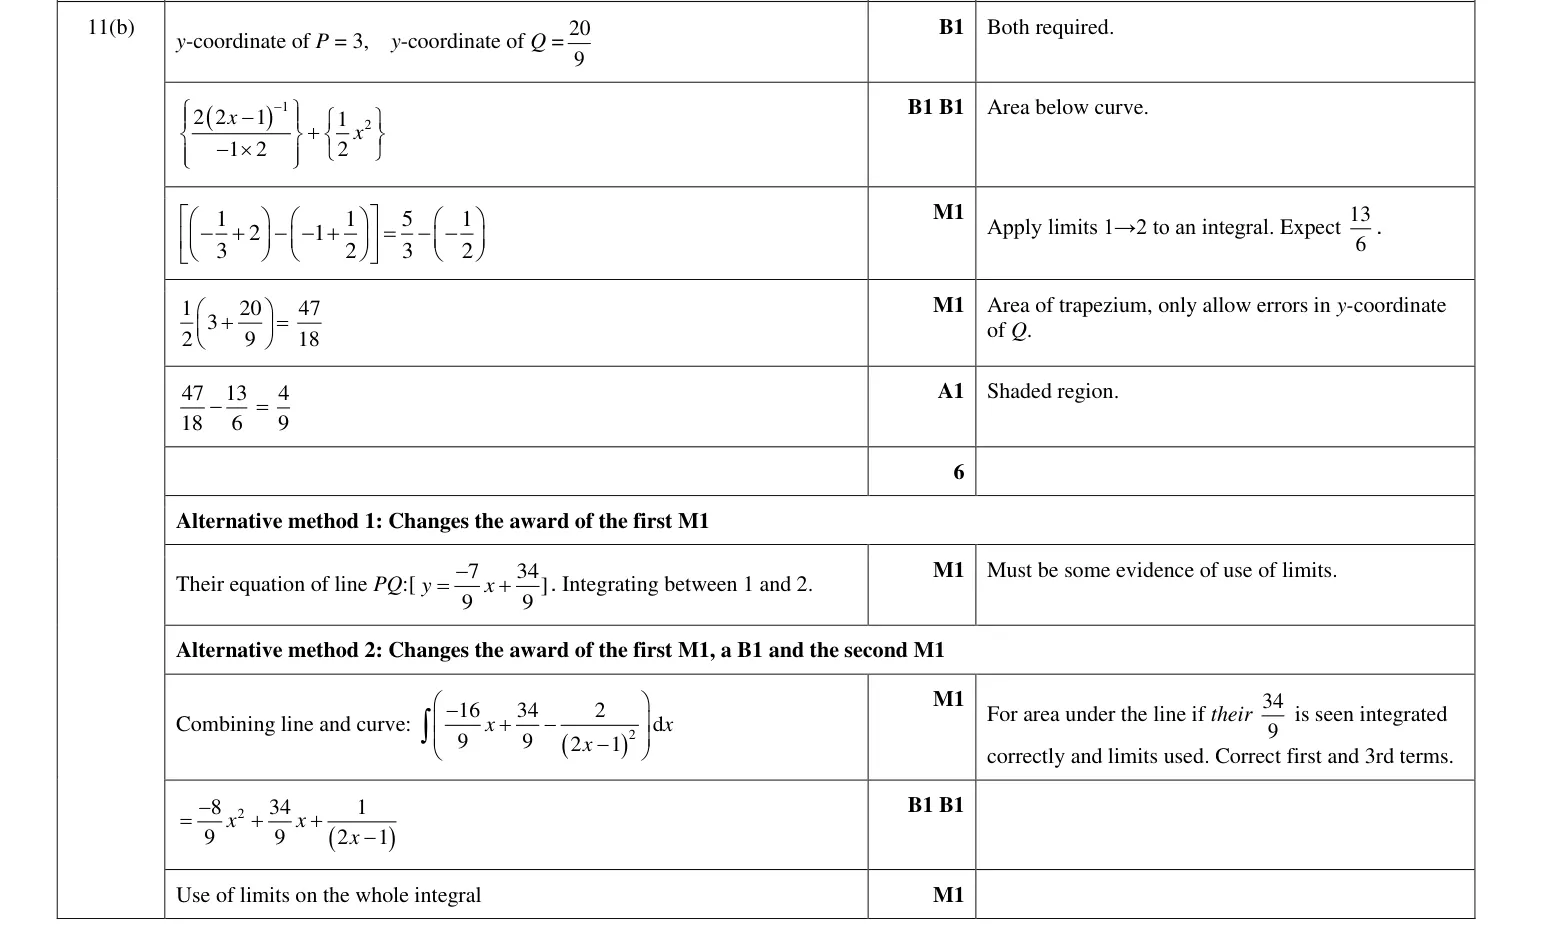 11(b)
y-coordinate of P = 3, y-coordinate of Q = 20/9
B1
Both required.
{2(2x − 1)⁻¹ / (−1 × 2)} + {1/2 x²}
B1 B1
Area below curve.
[(−1/3 + 2) − (−1 + 1/2)] = 5/3 − (−1/2)
M1
Apply limits 1→2 to an integral. Expect 13/6 .
1/2 (3 + 20/9) = 47/18
M1
Area of trapezium, only allow errors in y-coordinate
of Q.
47/18 − 13/6 = 4/9
A1
Shaded region.
6
Alternative method 1: Changes the award of the first M1
Their equation of line PQ:[ y = −7/9 x + 34/9 ]. Integrating between 1 and 2.
M1
Must be some evidence of use of limits.
Alternative method 2: Changes the award of the first M1, a B1 and the second M1
Combining line and curve: ∫(−16/9 x + 34/9 − 2/(2x − 1)²)dx
M1
For area under the line if their 34/9 is seen integrated
correctly and limits used. Correct first and 3rd terms.
= −8/9 x² + 34/9 x + 1/(2x − 1)
B1 B1
Use of limits on the whole integral
M1